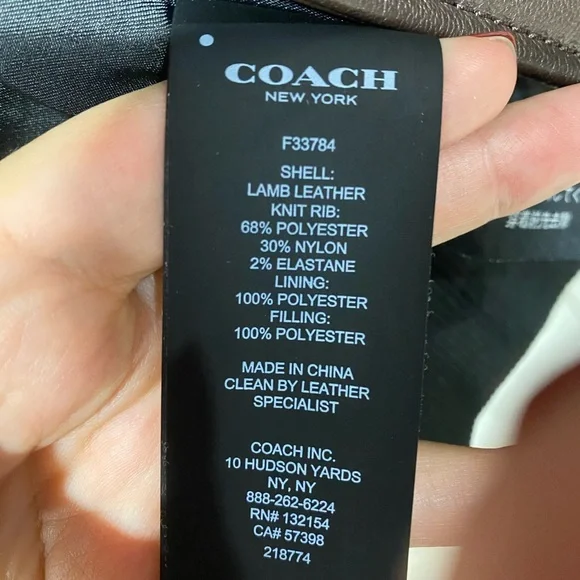 COACH
NEW YORK
F33784
SHELL:
LAMB LEATHER
KNIT RIB:
68% POLYESTER
30% NYLON
2% ELASTANE
LINING:
100% POLYESTER
FILLING:
100% POLYESTER
MADE IN CHINA
CLEAN BY LEATHER
SPECIALIST
COACH INC.
10 HUDSON YARDS
NY, NY
888-262-6224
RN# 132154
CA# 57398
218774